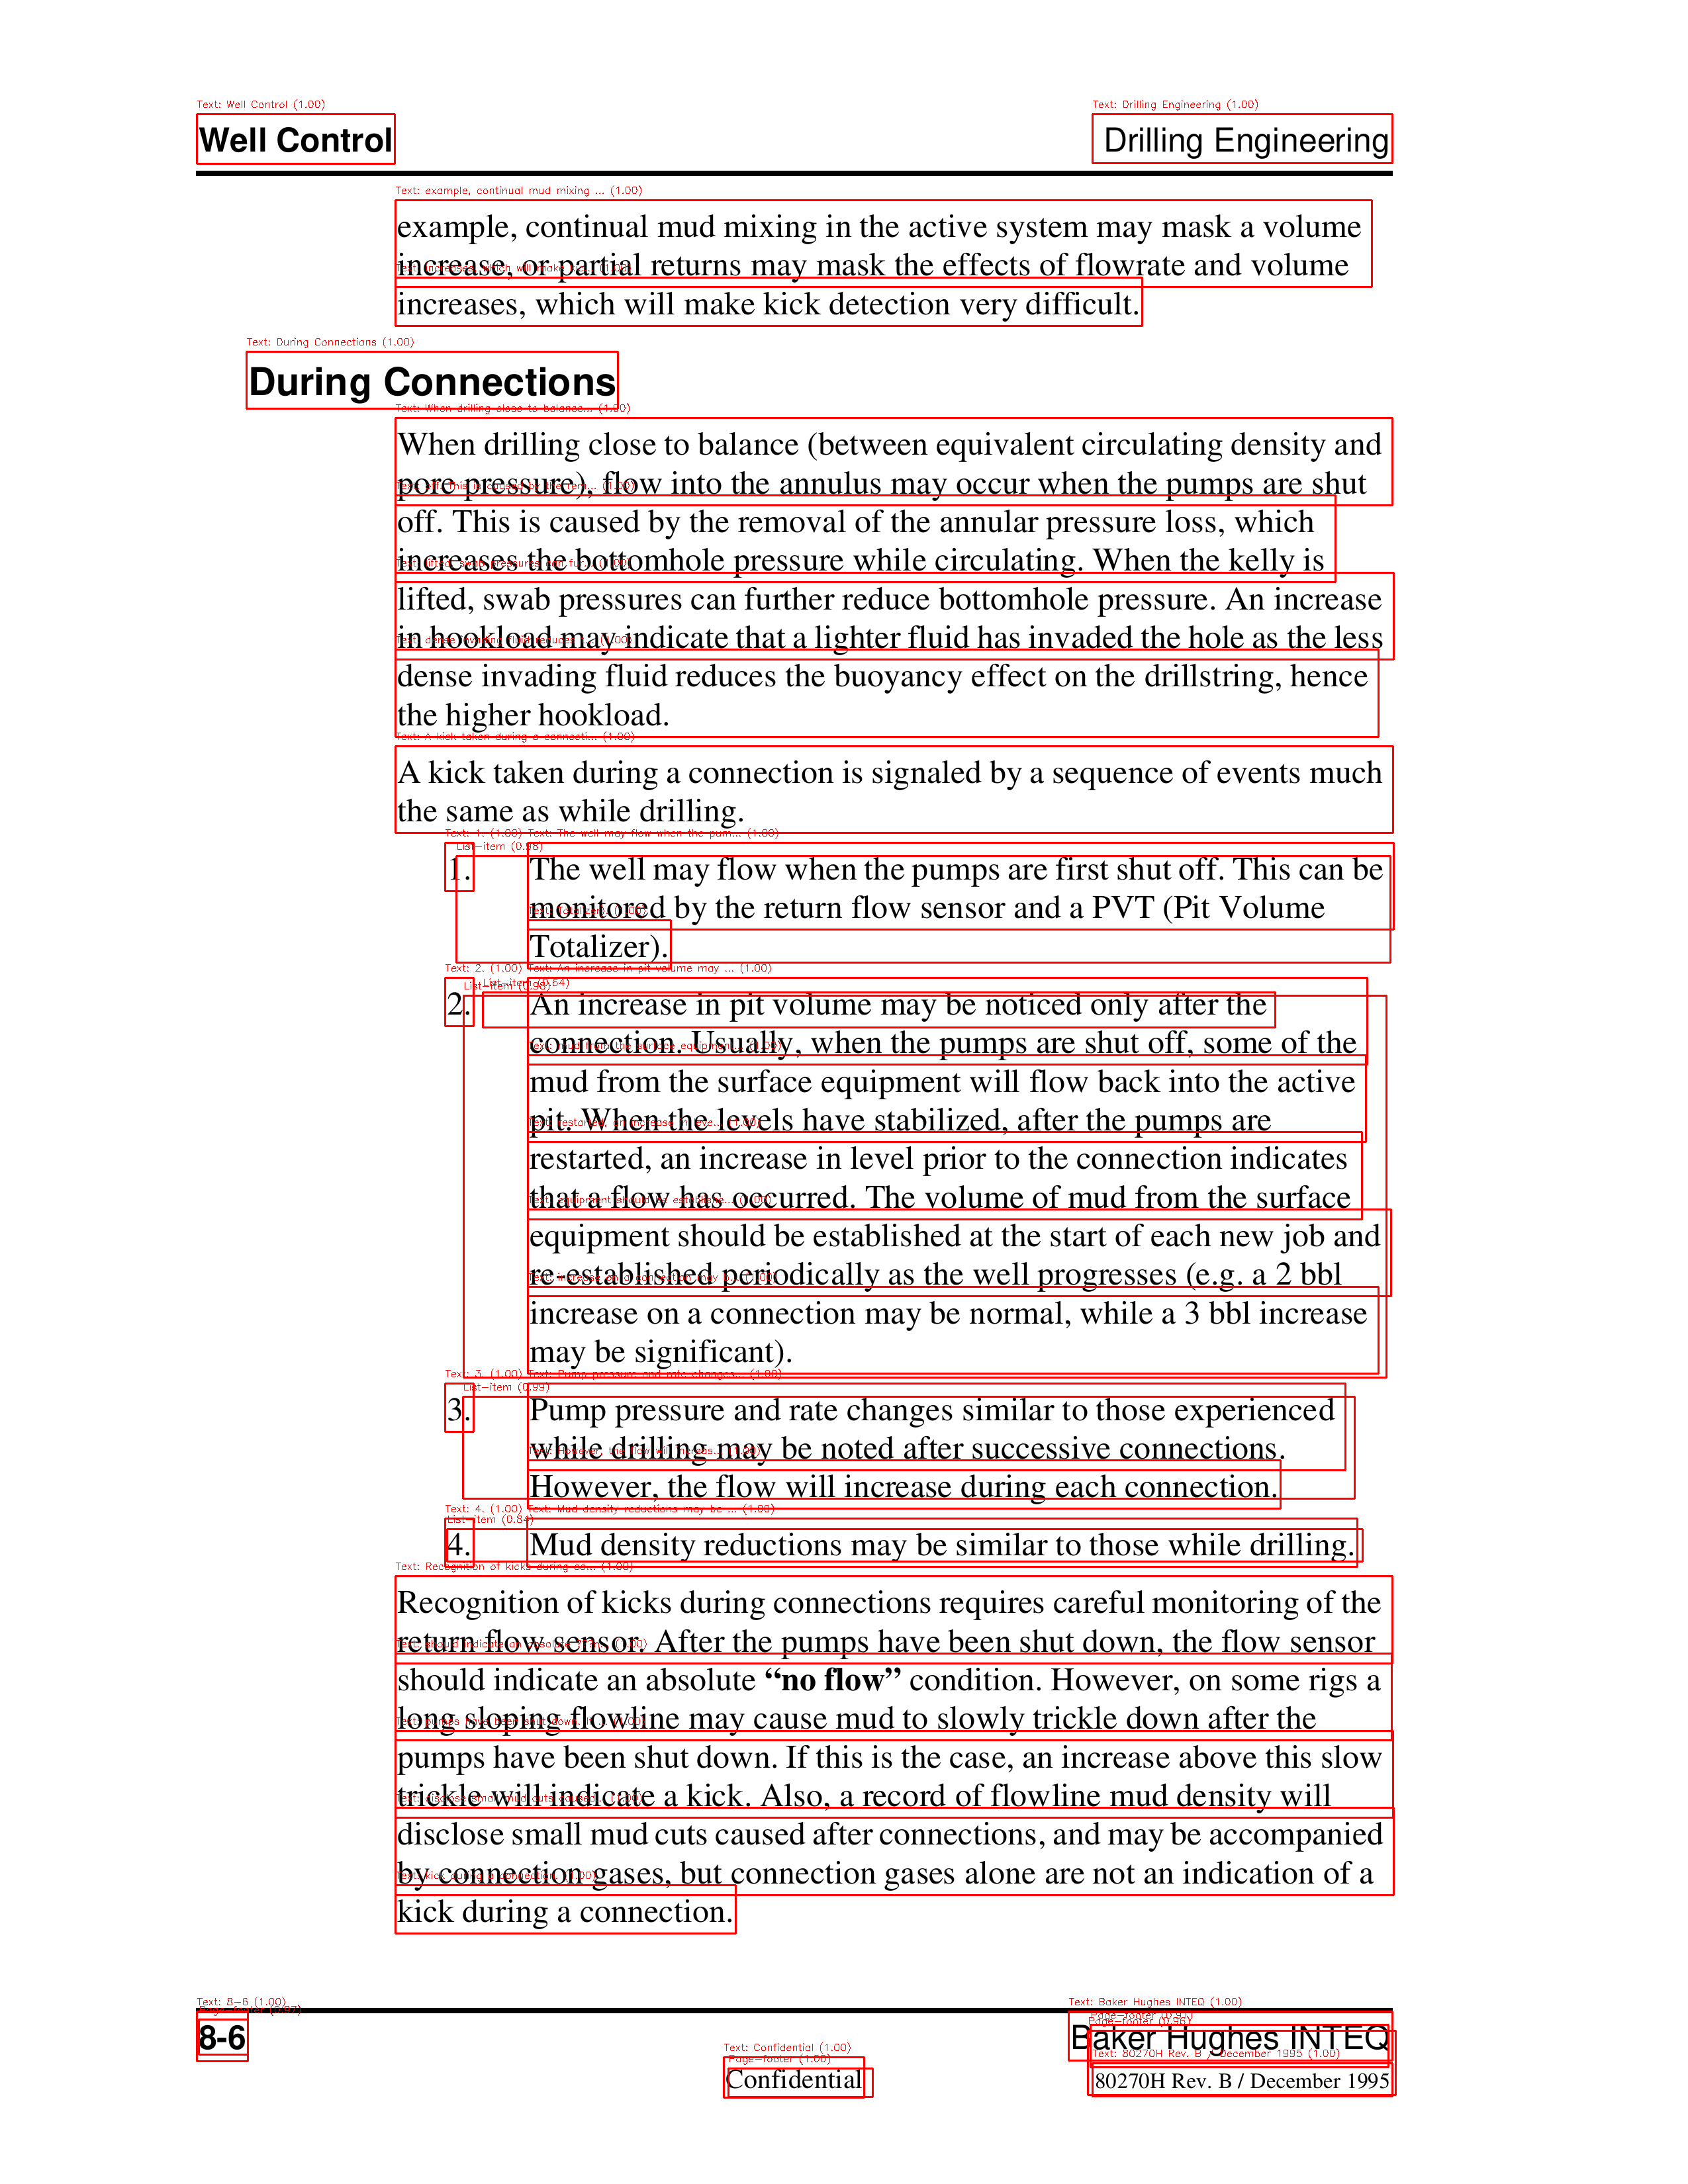 Well Control
Drilling Engineering
example, continual mud mixing in the active system may mask a volume
increase, or partial returns may mask the effects of flowrate and volume
increases, which will make kick detection very difficult.
During Connections
When drilling close to balance (between equivalent circulating density and
pore pressure), flow into the annulus may occur when the pumps are shut
off. This is caused by the removal of the annular pressure loss, which
increases the bottomhole pressure while circulating. When the kelly is
lifted, swab pressures can further reduce bottomhole pressure. An increase
in hookload may indicate that a lighter fluid has invaded the hole as the less
dense invading fluid reduces the buoyancy effect on the drillstring, hence
the higher hookload.
A kick taken during a connection is signaled by a sequence of events much
the same as while drilling.
1. The well may flow when the pumps are first shut off. This can be
monitored by the return flow sensor and a PVT (Pit Volume
Totalizer).
2. An increase in pit volume may be noticed only after the
connection. Usually, when the pumps are shut off, some of the
mud from the surface equipment will flow back into the active
pit. When the levels have stabilized, after the pumps are
restarted, an increase in level prior to the connection indicates
that a flow has occurred. The volume of mud from the surface
equipment should be established at the start of each new job and
re-established periodically as the well progresses (e.g. a 2 bbl
increase on a connection may be normal, while a 3 bbl increase
may be significant).
3. Pump pressure and rate changes similar to those experienced
while drilling may be noted after successive connections.
However, the flow will increase during each connection.
4. Mud density reductions may be similar to those while drilling.
Recognition of kicks during connections requires careful monitoring of the
return flow sensor. After the pumps have been shut down, the flow sensor
should indicate an absolute “no flow” condition. However, on some rigs a
long sloping flowline may cause mud to slowly trickle down after the
pumps have been shut down. If this is the case, an increase above this slow
trickle will indicate a kick. Also, a record of flowline mud density will
disclose small mud cuts caused after connections, and may be accompanied
by connection gases, but connection gases alone are not an indication of a
kick during a connection.
8-6
Baker Hughes INTEQ
Confidential
80270H Rev. B / December 1995